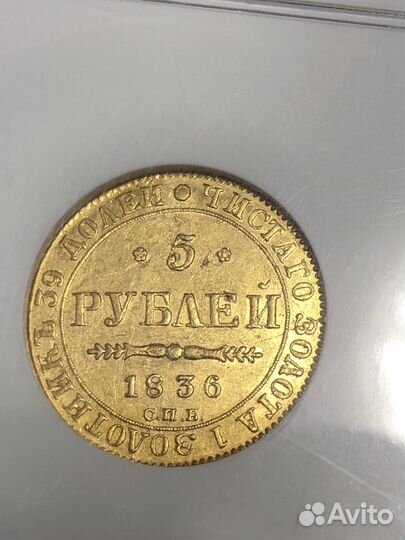 ЧИСТАГО ЗОЛОТА 1 ЗОЛОТНИКЪ 39 ДОЛЕЙ
5
РУБЛЕЙ
1836
С.П.Б
Avito